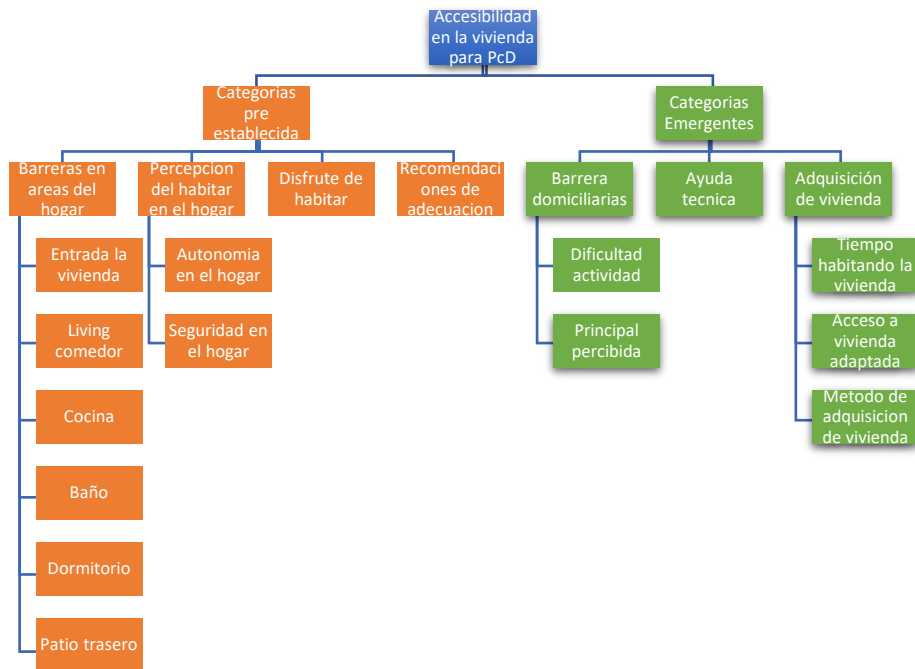 Accesibilidad
en la vivienda
para PcD
Categorias
pre
establecida
Categorias
Emergentes
Barreras en
areas del
hogar
Percepcion
del habitar
en el hogar
Disfrute de
habitar
Recomendaci
ones de
adecuacion
Barrera
domiciliarias
Ayuda
tecnica
Adquisición
de vivienda
Entrada la
vivienda
Living
comedor
Cocina
Baño
Dormitorio
Patio trasero
Autonomia
en el hogar
Seguridad en
el hogar
Dificultad
actividad
Principal
percibida
Tiempo
habitando la
vivienda
Acceso a
vivienda
adaptada
Metodo de
adquisicion
de vivienda